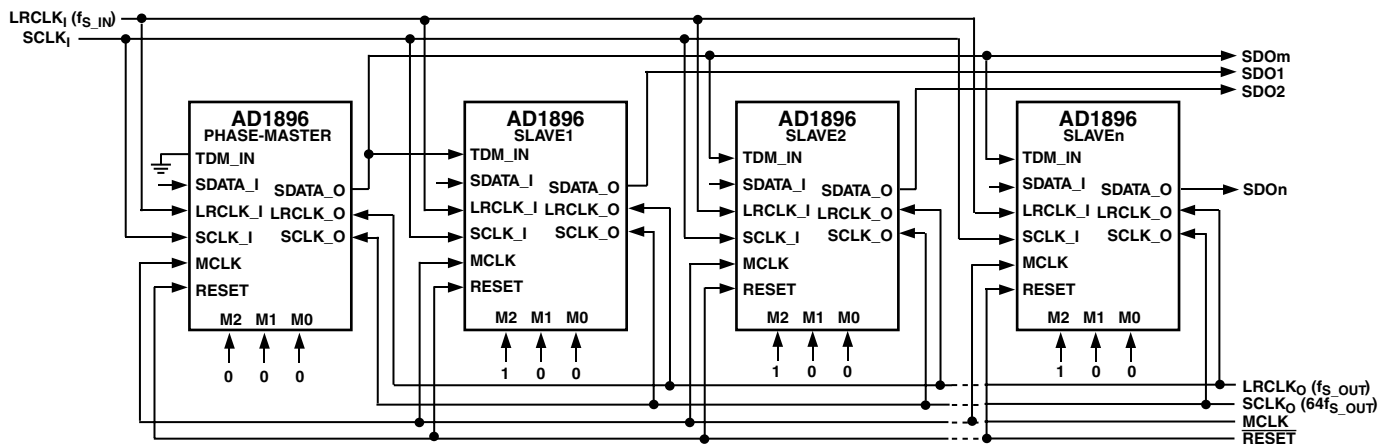 LRCLKI (fS_IN)
SCLKI
SDOm
SDO1
SDO2
AD1896
PHASE-MASTER
TDM_IN
SDATA_I
SDATA_O
LRCLK_I
LRCLK_O
SCLK_I
SCLK_O
MCLK
RESET
M2 M1 M0
0 0 0
AD1896
SLAVE1
TDM_IN
SDATA_I
SDATA_O
LRCLK_I
LRCLK_O
SCLK_I
SCLK_O
MCLK
RESET
M2 M1 M0
1 0 0
AD1896
SLAVE2
TDM_IN
SDATA_I
SDATA_O
LRCLK_I
LRCLK_O
SCLK_I
SCLK_O
MCLK
RESET
M2 M1 M0
1 0 0
AD1896
SLAVEn
TDM_IN
SDATA_I
SDATA_O
LRCLK_I
LRCLK_O
SCLK_I
SCLK_O
MCLK
RESET
M2 M1 M0
1 0 0
SDOn
LRCLKO (fS_OUT)
SCLKO (64fS_OUT)
MCLK
RESET